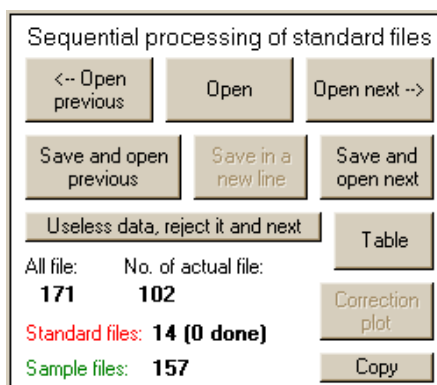 Sequential processing of standard files
<-- Open
previous
Open
Open next -->
Save and open
previous
Save in a
new line
Save and
open next
Useless data, reject it and next
Table
All file: No. of actual file:
171 102
Correction
plot
Standard files: 14 (0 done)
Sample files: 157
Copy